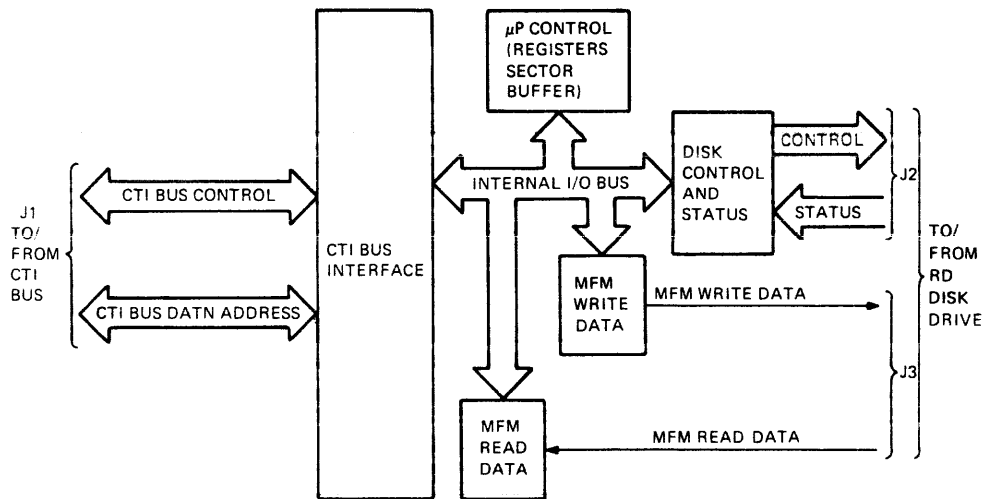 µP CONTROL
(REGISTERS
SECTOR
BUFFER)
J1
TO/
FROM
CTI
BUS
CTI BUS CONTROL
CTI BUS DATN ADDRESS
CTI BUS
INTERFACE
INTERNAL I/O BUS
DISK
CONTROL
AND
STATUS
CONTROL
STATUS
J2
MFM
WRITE
DATA
MFM WRITE DATA
MFM
READ
DATA
MFM READ DATA
J3
TO/
FROM
RD
DISK
DRIVE